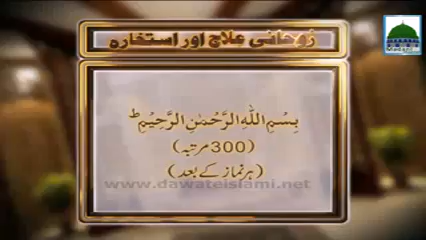 روحانی علاج اور استخارہ
بِسْمِ اللّٰهِ الرَّحْمٰنِ الرَّحِیْمِ ط
(300 مرتبہ)
(ہر نماز کے بعد)
www.dawateislami.net